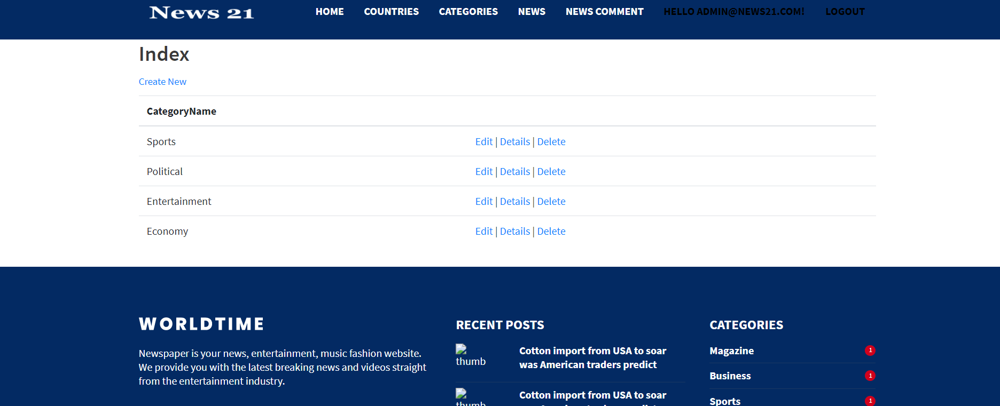 News 21
HOME COUNTRIES CATEGORIES NEWS NEWS COMMENT HELLO ADMIN@NEWS21.COM! LOGOUT
Index
Create New
CategoryName
Sports Edit | Details | Delete
Political Edit | Details | Delete
Entertainment Edit | Details | Delete
Economy Edit | Details | Delete
WORLDTIME
Newspaper is your news, entertainment, music fashion website.
We provide you with the latest breaking news and videos straight
from the entertainment industry.
RECENT POSTS
thumb
Cotton import from USA to soar
was American traders predict
thumb
Cotton import from USA to soar
CATEGORIES
Magazine 1
Business 1
Sports 1